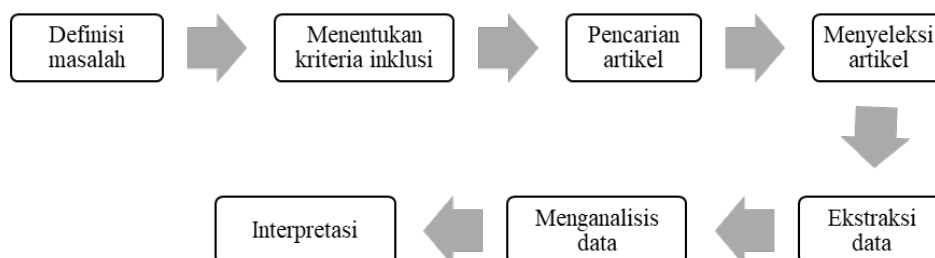 Definisi
masalah
Menentukan
kriteria inklusi
Pencarian
artikel
Menyeleksi
artikel
Ekstraksi
data
Menganalisis
data
Interpretasi